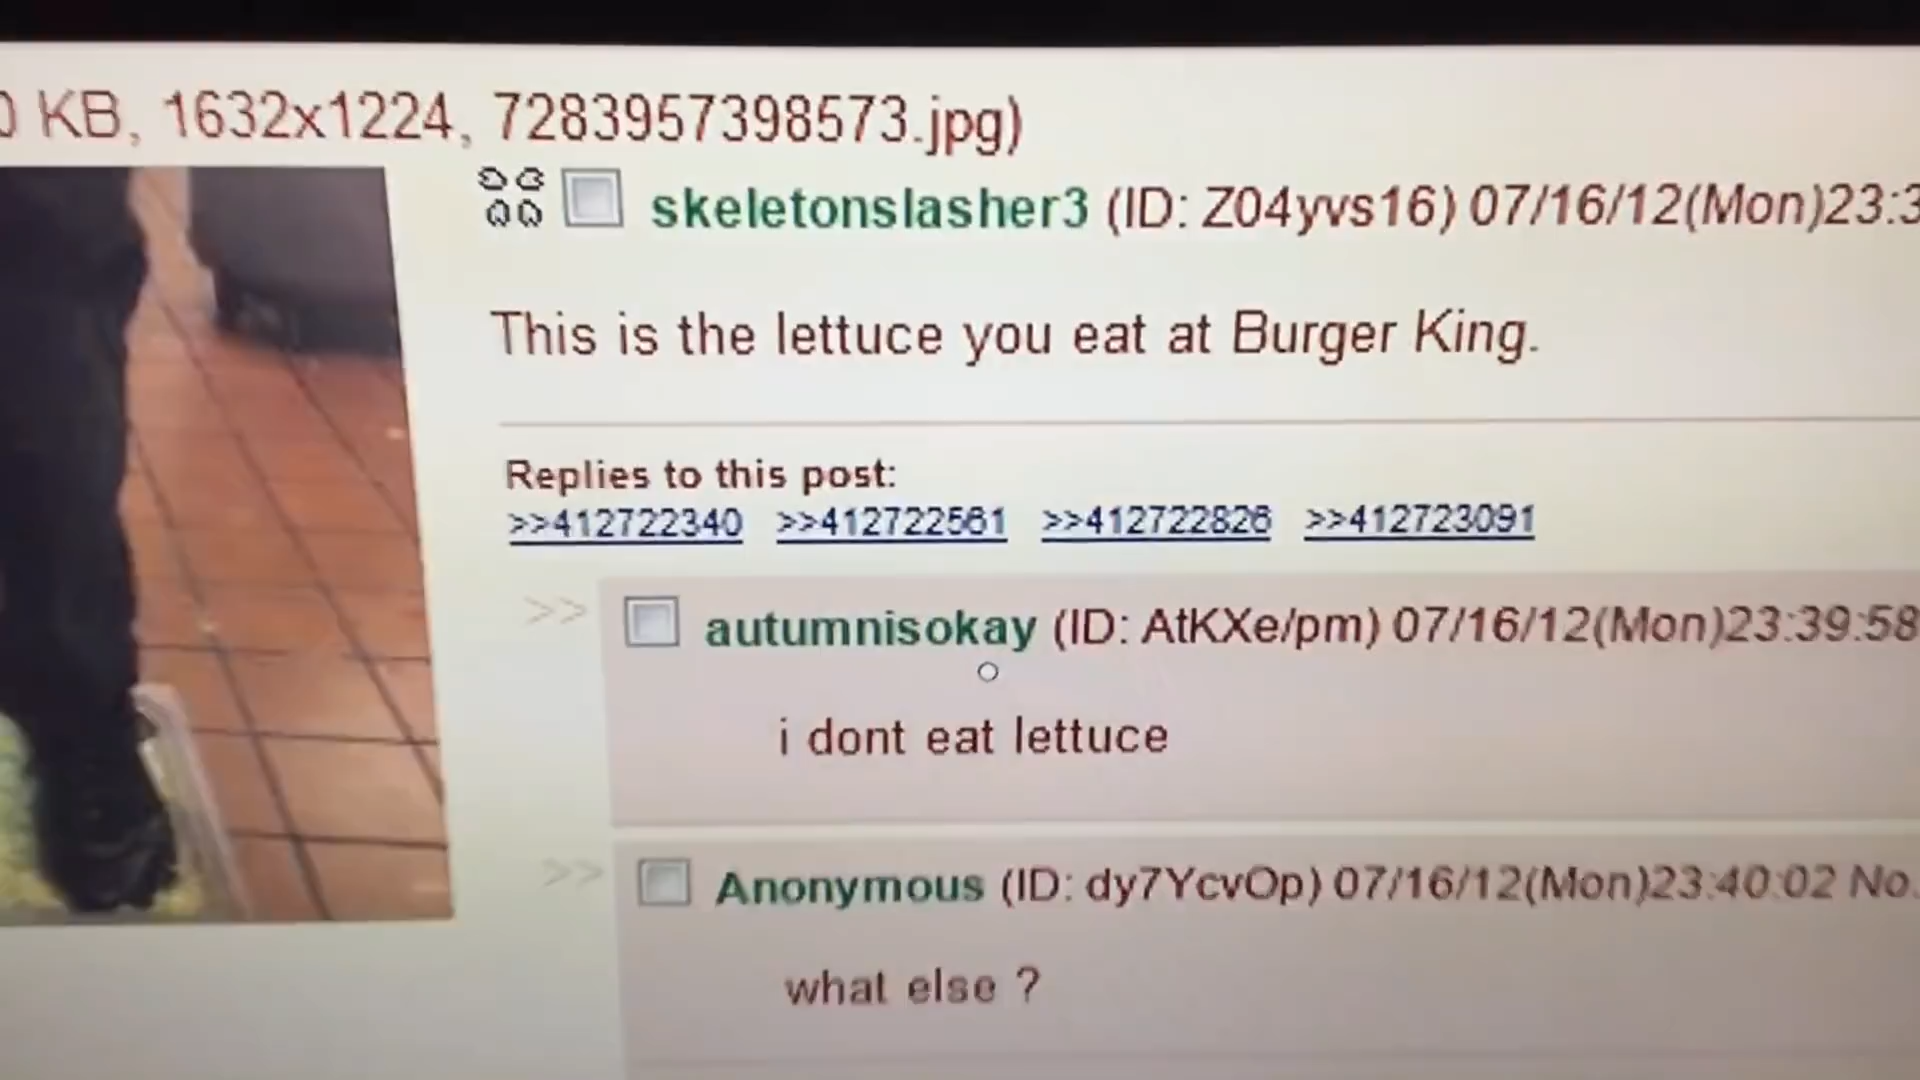 KB, 1632x1224, 7283957398573.jpg)
skeletonslasher3 (ID: Z04yvs16) 07/16/12(Mon)23:3
This is the lettuce you eat at Burger King.
Replies to this post:
>>412722340 >>412722561 >>412722826 >>412723091
>> autumnisokay (ID: AtKXe/pm) 07/16/12(Mon)23:39:58
i dont eat lettuce
>> Anonymous (ID: dy7YcvOp) 07/16/12(Mon)23:40:02 No.
what else ?